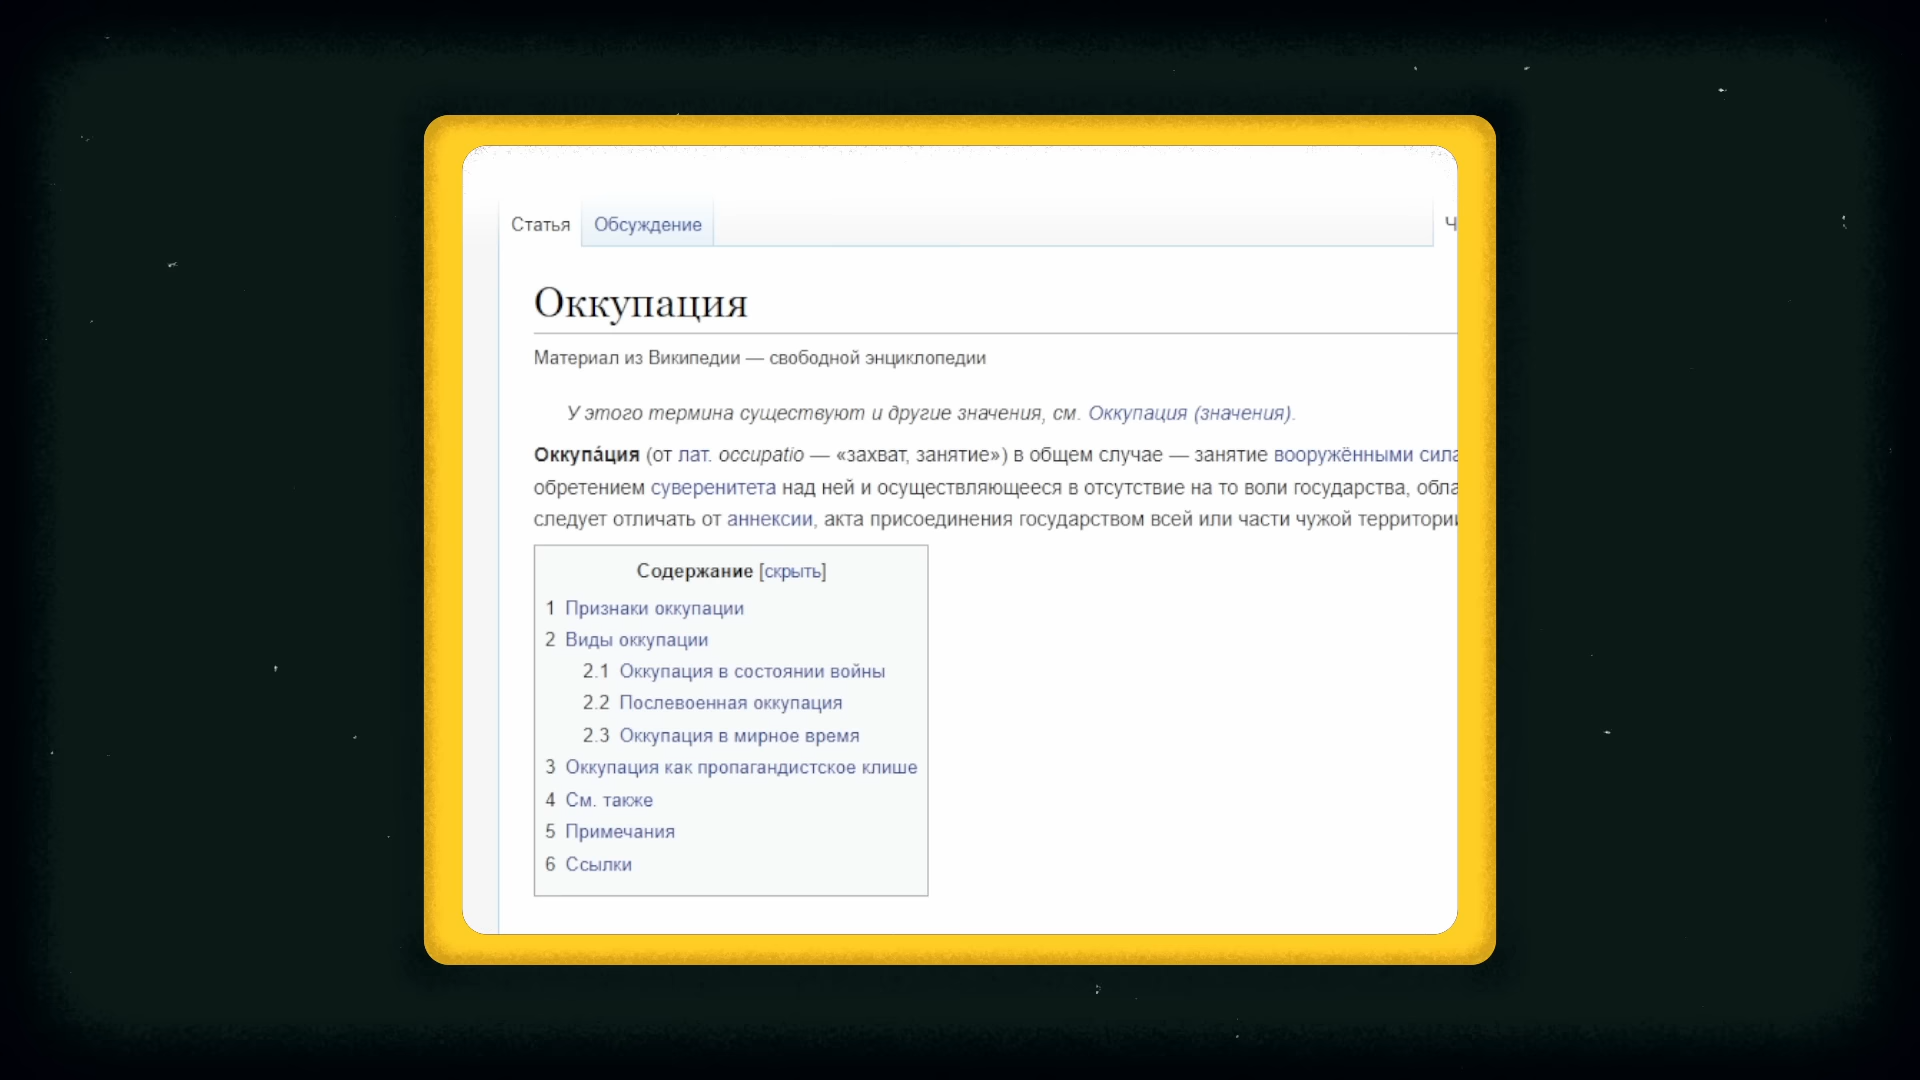 Статья Обсуждение
Оккупация
Материал из Википедии — свободной энциклопедии
У этого термина существуют и другие значения, см. Оккупация (значения).
Оккупа́ция (от лат. occupatio — «захват, занятие») в общем случае — занятие вооружёнными
обретением суверенитета над ней и осуществляющееся в отсутствие на то воли государства,
следует отличать от аннексии, акта присоединения государством всей или части чужой
Содержание [скрыть]
1 Признаки оккупации
2 Виды оккупации
2.1 Оккупация в состоянии войны
2.2 Послевоенная оккупация
2.3 Оккупация в мирное время
3 Оккупация как пропагандистское клише
4 См. также
5 Примечания
6 Ссылки